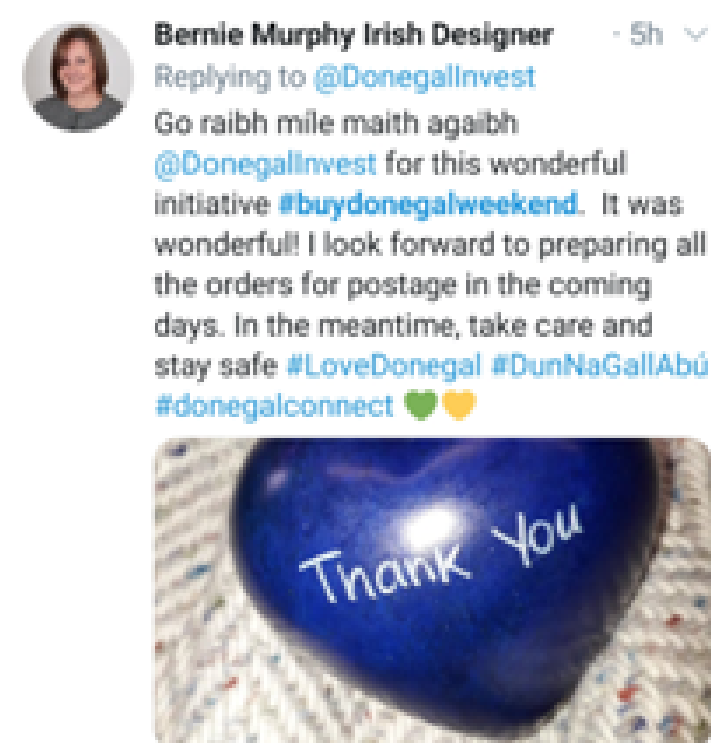 Bernie Murphy Irish Designer · 5h
Replying to @DonegalInvest
Go raibh míle maith agaibh
@DonegalInvest for this wonderful
initiative #buydonegalweekend. It was
wonderful! I look forward to preparing all
the orders for postage in the coming
days. In the meantime, take care and
stay safe #LoveDonegal #DunNaGallAbú
#donegalconnect 💚💛
Thank You